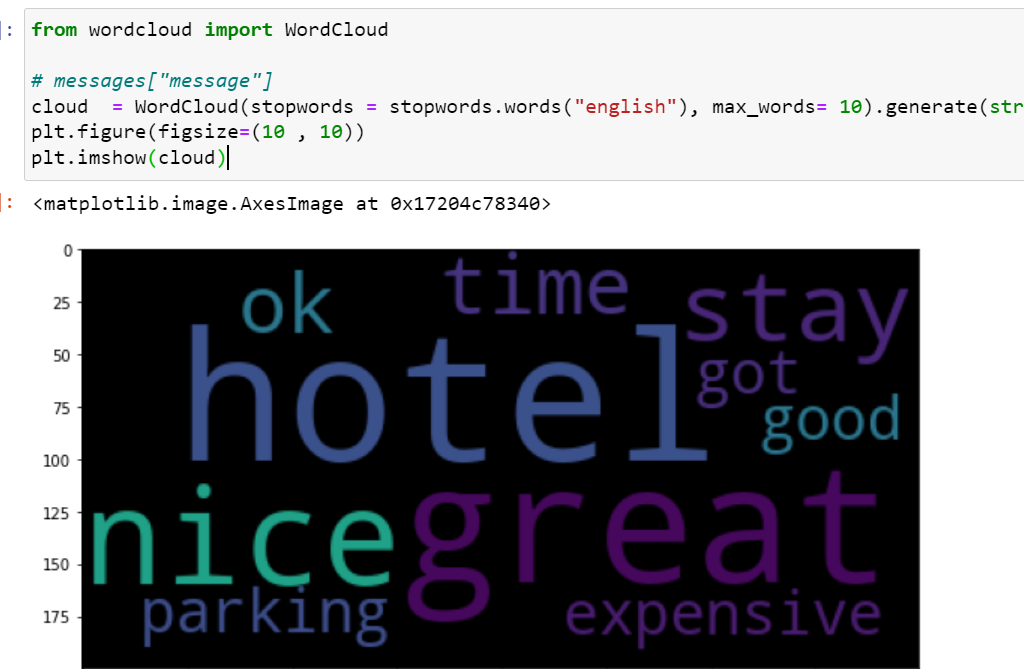 ]:
from wordcloud import WordCloud
# messages["message"]
cloud  = WordCloud(stopwords = stopwords.words("english"), max_words= 10).generate(str
plt.figure(figsize=(10 , 10))
plt.imshow(cloud)
]:
<matplotlib.image.AxesImage at 0x17204c78340>
0
25
50
75
100
125
150
175
ok
time
stay
hotel
got
good
nice
great
parking
expensive